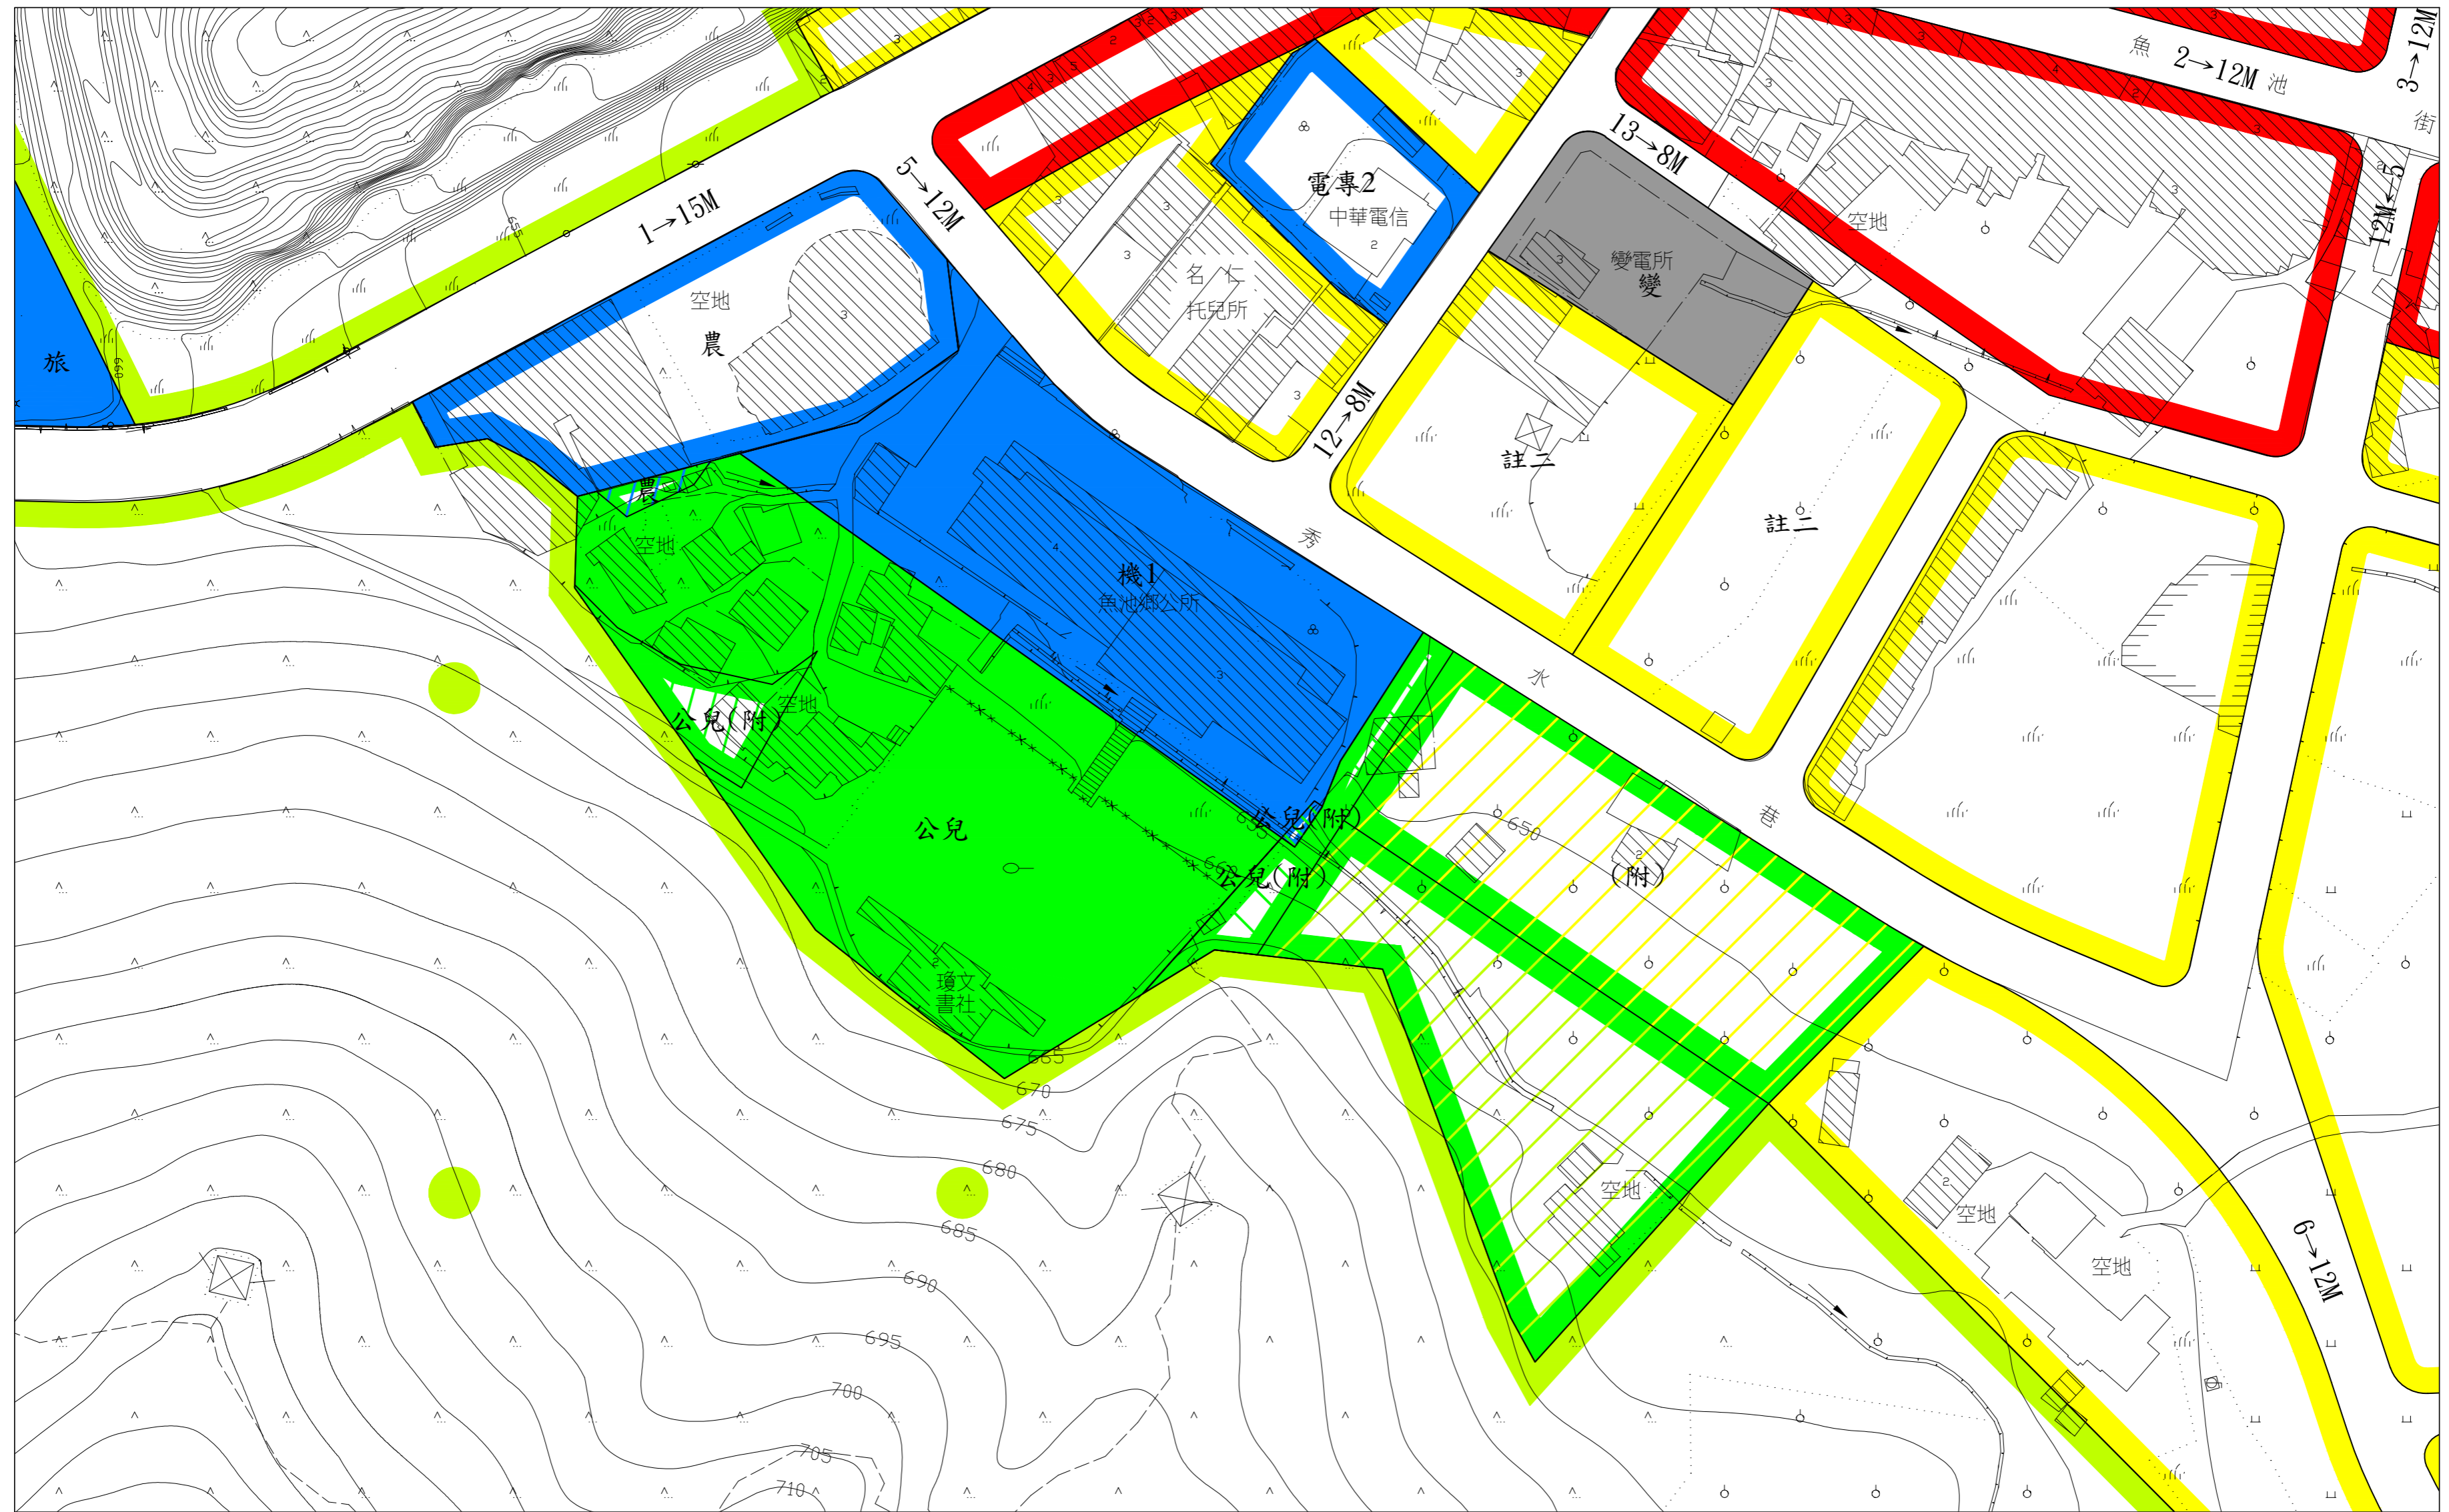 魚 2→12M 池
街
3→12M
12M←5
13→8M
1→15M
5→12M
電專2
中華電信
2
名 仁
托兒所
空地
變電所
變
空地
農
旅
655
660
12→8M
註二
註二
農
空地
秀
機1
魚池鄉公所
水
空地
公兒(附)
公兒
公兒(附)
公兒(附)
(附)
650
660
巷
瓊文
書社
665
670
675
680
685
690
695
700
705
710
空地
空地
空地
6→12M